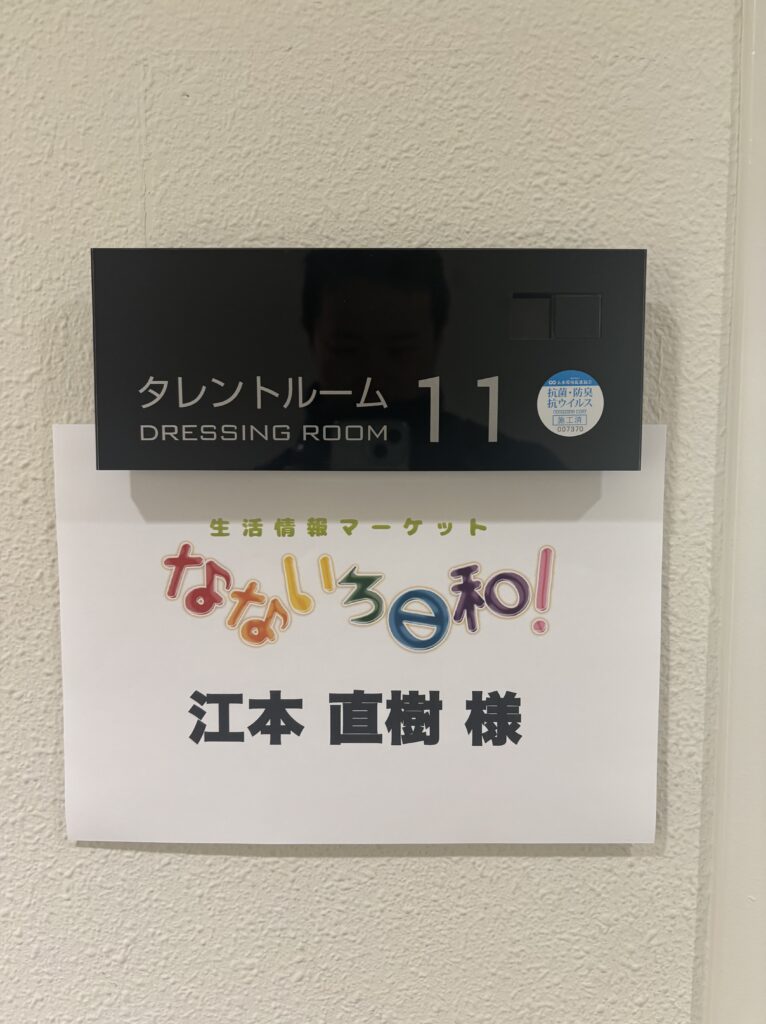 タレントルーム 11
DRESSING ROOM
抗菌・防臭
抗ウイルス
施工済
007370
生活情報マーケット
なないろ日和!
江本 直樹 様